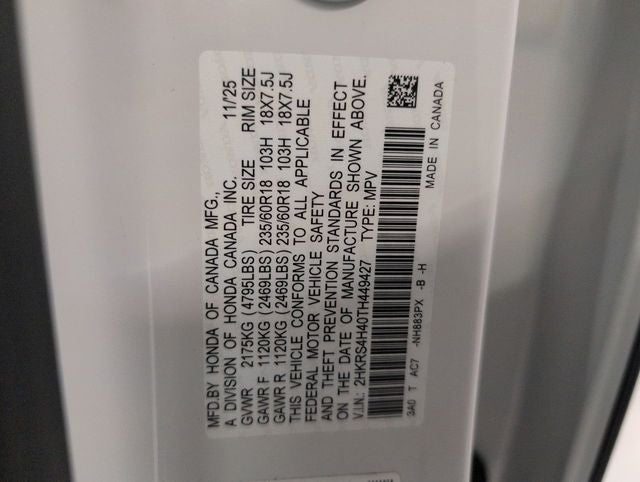 MFD.BY HONDA OF CANADA MFG.,
A DIVISION OF HONDA CANADA INC. 11/25
GVWR 2175KG (4795LBS) TIRE SIZE RIM SIZE
GAWR F 1120KG (2469LBS) 235/60R18 103H 18X7.5J
GAWR R 1120KG (2469LBS) 235/60R18 103H 18X7.5J
THIS VEHICLE CONFORMS TO ALL APPLICABLE
FEDERAL MOTOR VEHICLE SAFETY
AND THEFT PREVENTION STANDARDS IN EFFECT
ON THE DATE OF MANUFACTURE SHOWN ABOVE.
V.I.N.: 2HKRS4H40TH449427 TYPE: MPV
3A0 T AC7 -NH883PX -B -H MADE IN CANADA